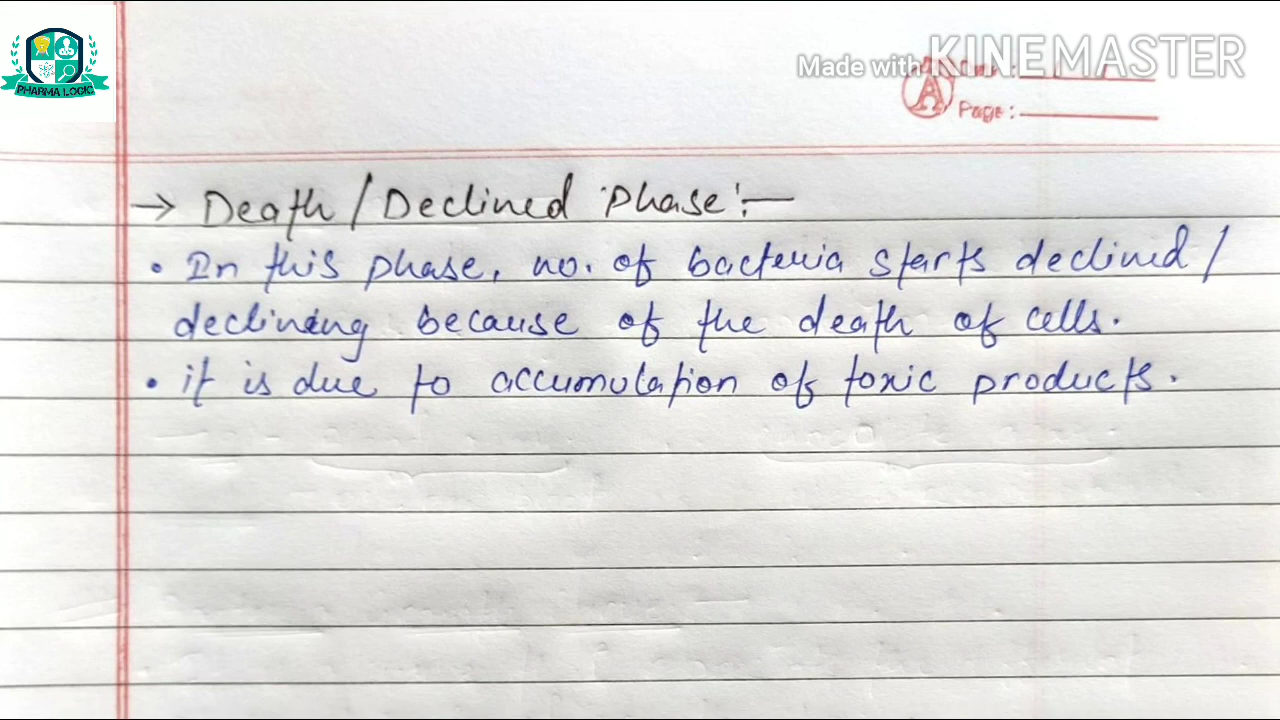 PHARMA LOGIC
Made with KINEMASTER
Page:
→ Death / Declined Phase :—
• In this phase, no. of bacteria starts declined /
declining because of the death of cells.
• it is due to accumulation of toxic products.